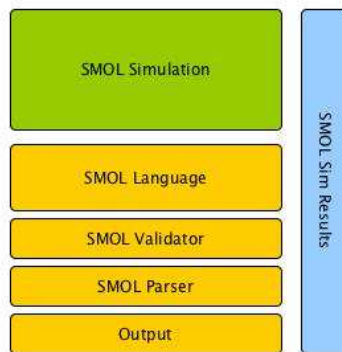 SMOL Simulation
SMOL Language
SMOL Validator
SMOL Parser
Output
SMOL Sim Results